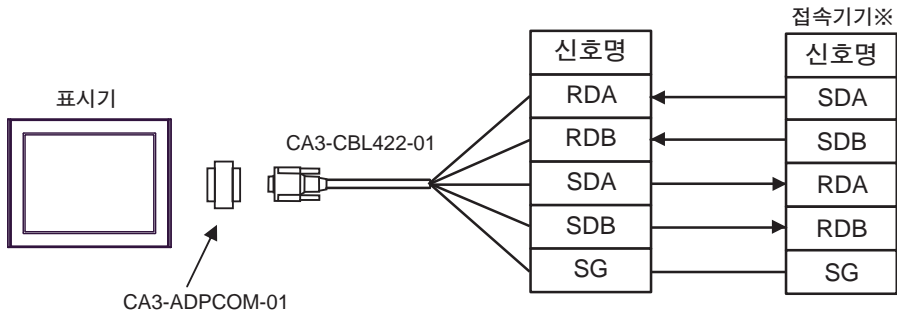 접속기기※
신호명
신호명
표시기
RDA
SDA
CA3-CBL422-01
RDB
SDB
SDA
RDA
SDB
RDB
SG
SG
CA3-ADPCOM-01